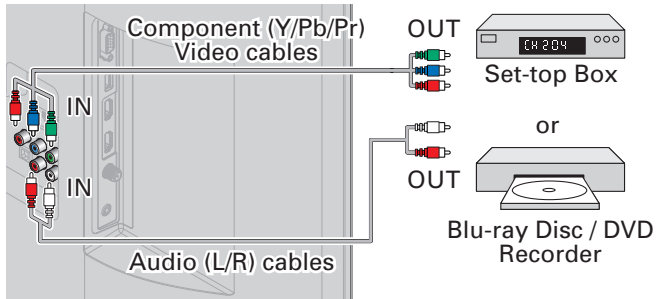 Component (Y/Pb/Pr)
Video cables
OUT
CH 204
Set-top Box
IN
or
IN
OUT
Blu-ray Disc / DVD
Recorder
Audio (L/R) cables